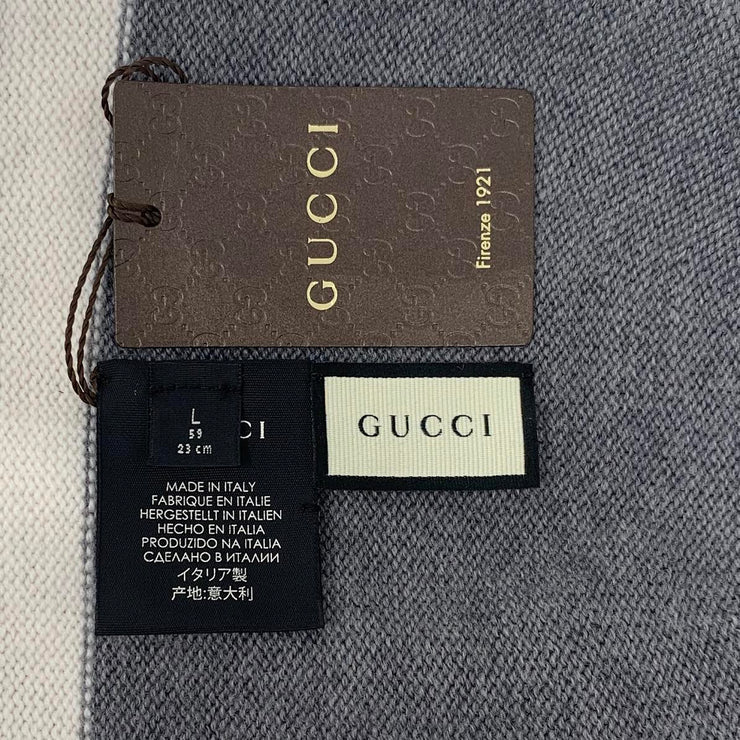 GUCCI
Firenze 1921
L
59
23 cm
CI
GUCCI
MADE IN ITALY
FABRIQUE EN ITALIE
HERGESTELLT IN ITALIEN
HECHO EN ITALIA
PRODUZIDO NA ITALIA
СДЕЛАНО В ИТАЛИИ
イタリア製
产地:意大利